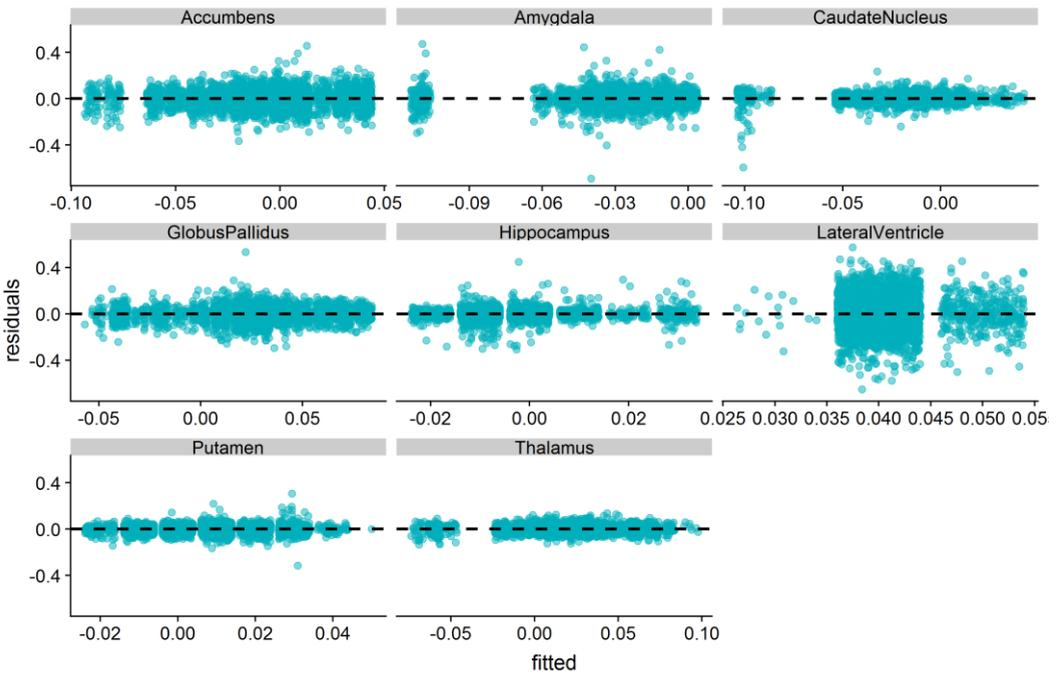 Accumbens Amygdala CaudateNucleus
0.4
0.0
-0.4
-0.10 -0.05 0.00 0.05 -0.09 -0.06 -0.03 0.00 -0.10 -0.05 0.00
GlobusPallidus Hippocampus LateralVentricle
residuals
0.4
0.0
-0.4
-0.05 0.00 0.05 -0.02 0.00 0.02 0.025 0.030 0.035 0.040 0.045 0.050 0.05
Putamen Thalamus
0.4
0.0
-0.4
-0.02 0.00 0.02 0.04 -0.05 0.00 0.05 0.10
fitted